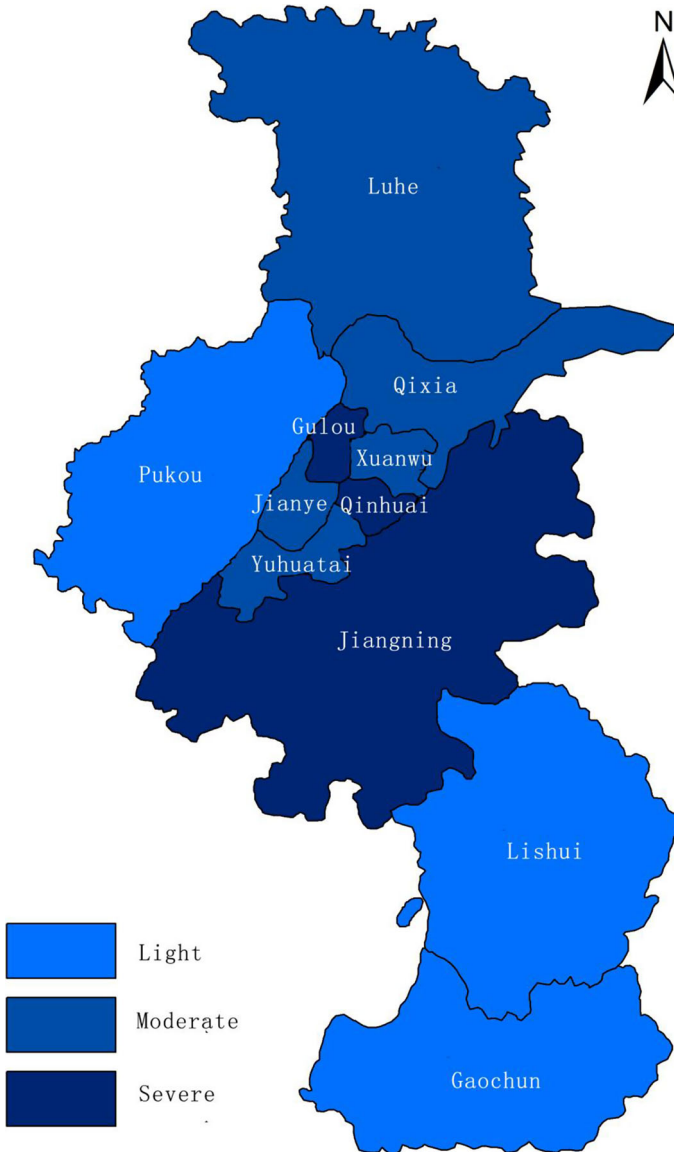 N
Luhe
Qixia
Gulou
Xuanwu
Pukou
Jianye
Qinhuai
Yuhuatai
Jiangning
Lishui
Light
Moderate
Gaochun
Severe